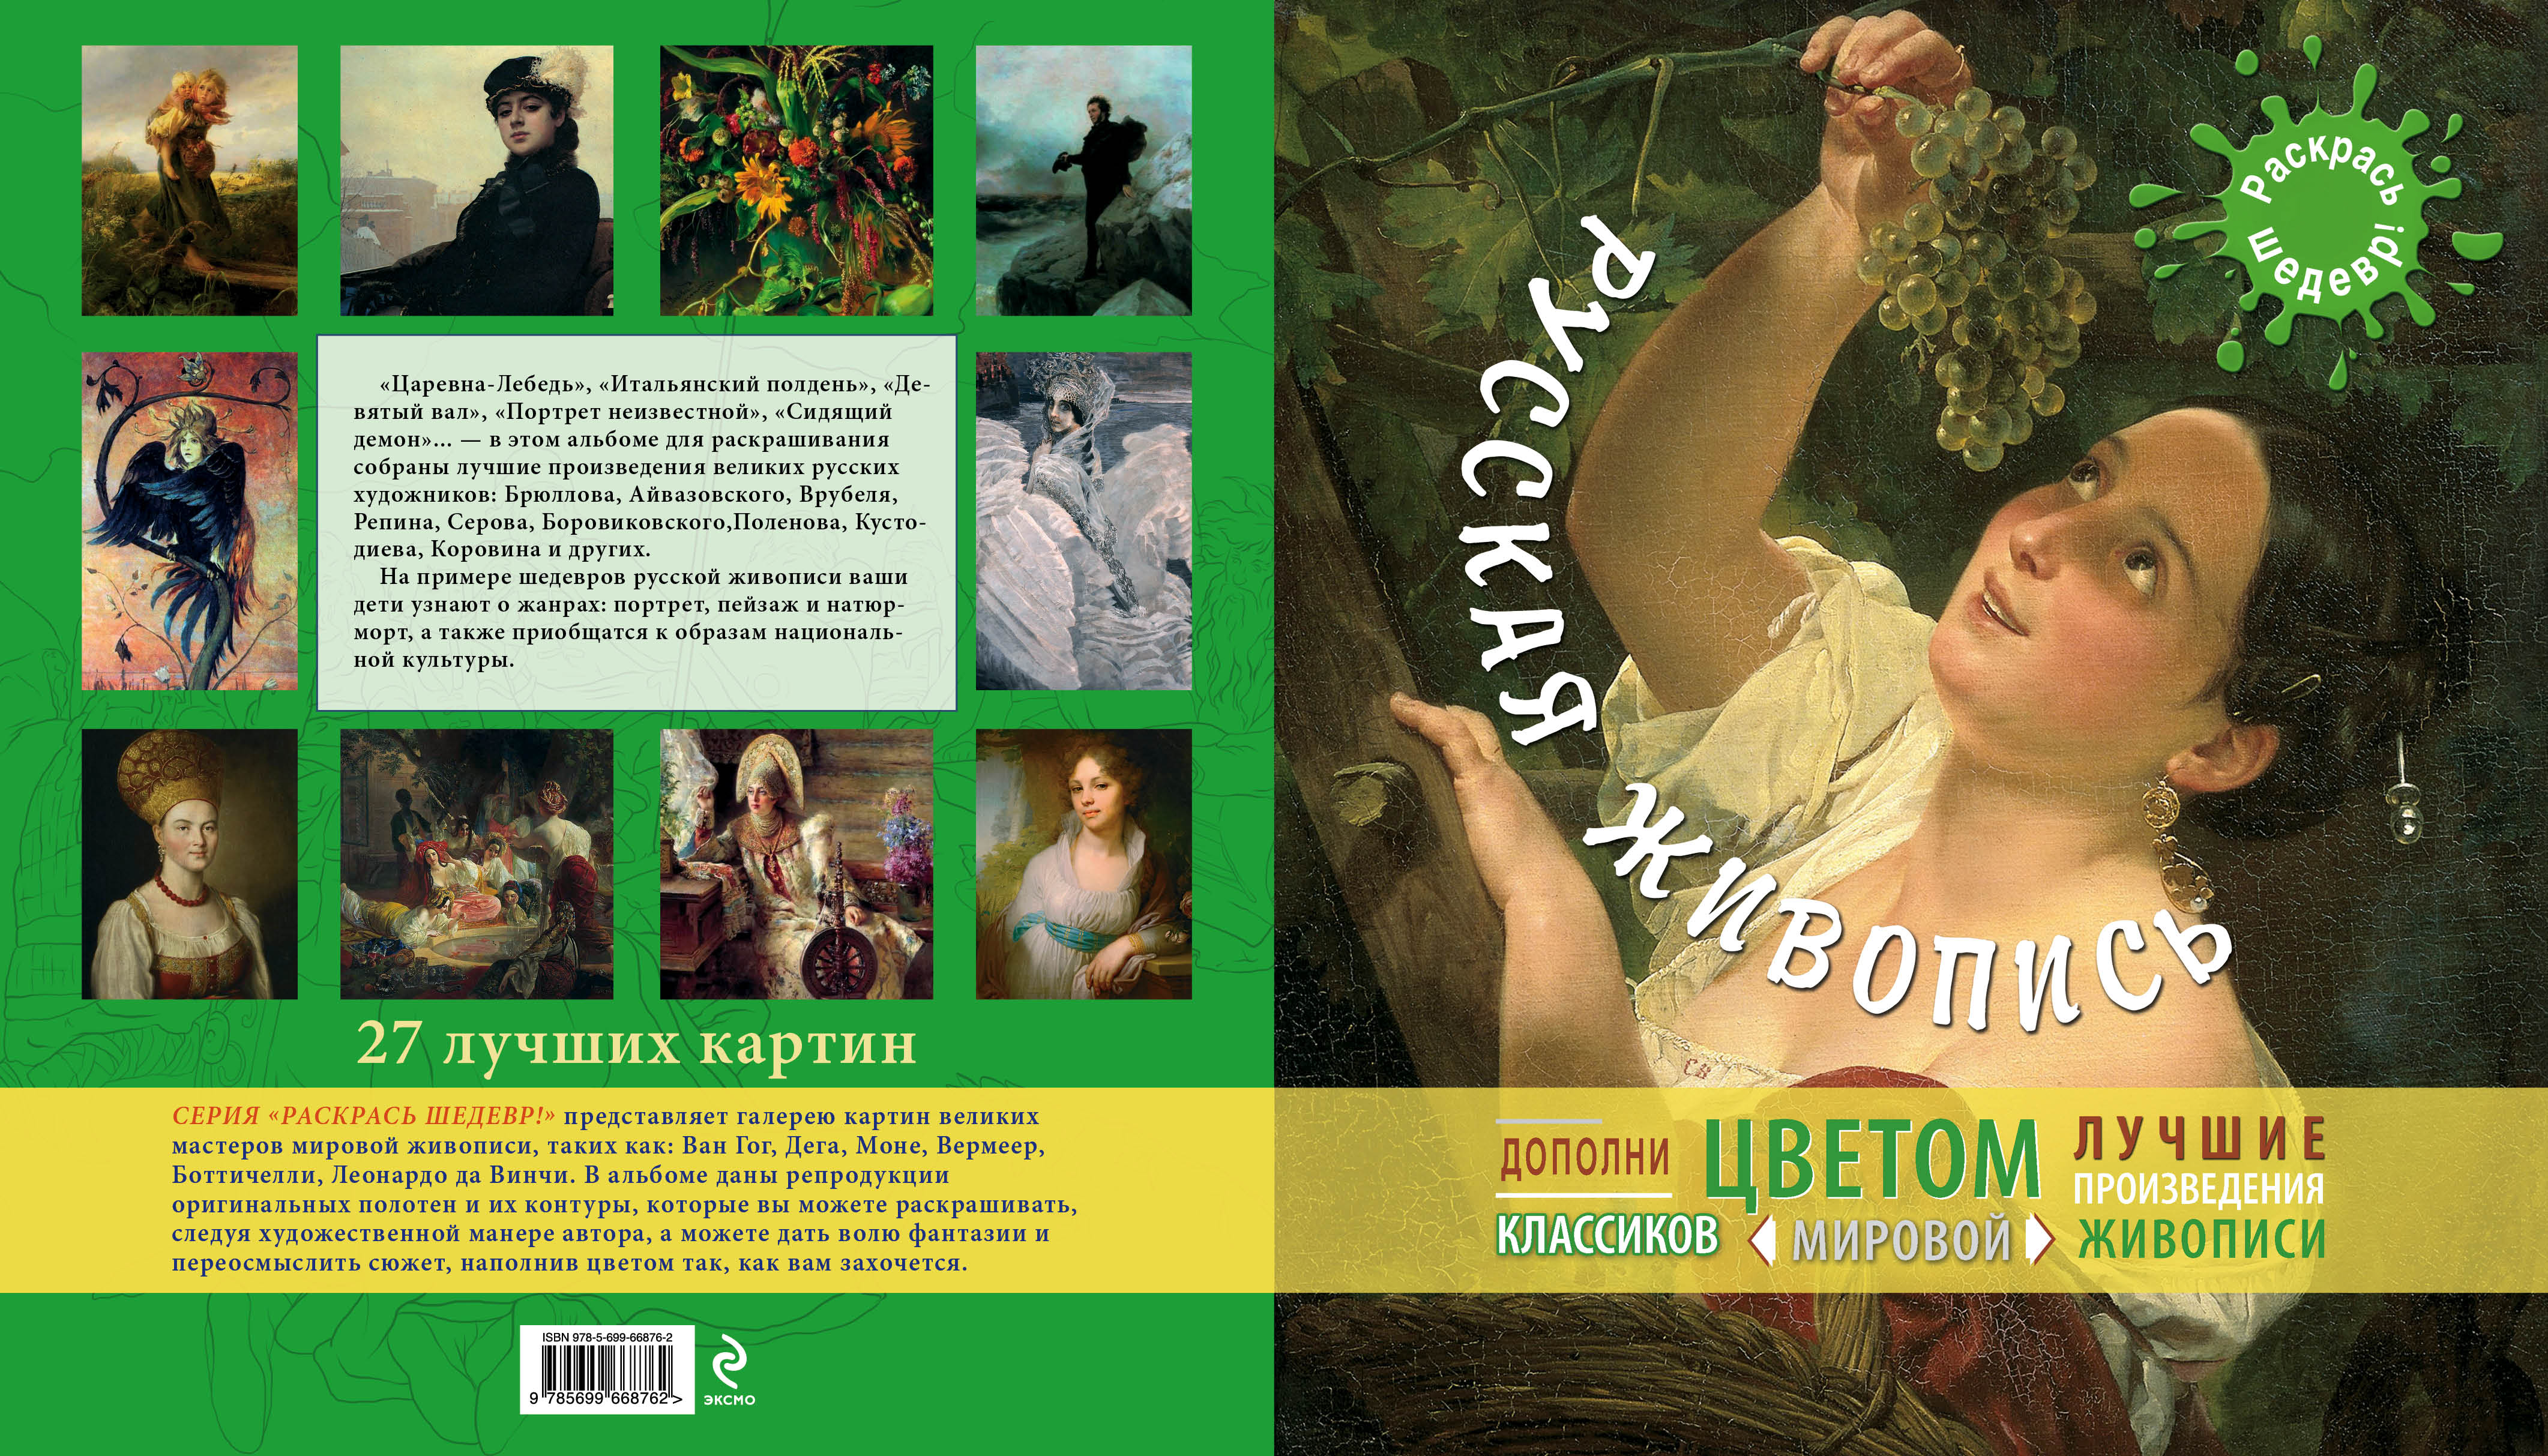 «Царевна-Лебедь», «Итальянский полдень», «Де-
вятый вал», «Портрет неизвестной», «Сидящий
демон»... — в этом альбоме для раскрашивания
собраны лучшие произведения великих русских
художников: Брюллова, Айвазовского, Врубеля,
Репина, Серова, Боровиковского,Поленова, Кусто-
диева, Коровина и других.
На примере шедевров русской живописи ваши
дети узнают о жанрах: портрет, пейзаж и натюр-
морт, а также приобщатся к образам националь-
ной культуры.
27 лучших картин
СЕРИЯ «РАСКРАСЬ ШЕДЕВР!» представляет галерею картин великих
мастеров мировой живописи, таких как: Ван Гог, Дега, Моне, Вермеер,
Боттичелли, Леонардо да Винчи. В альбоме даны репродукции
оригинальных полотен и их контуры, которые вы можете раскрашивать,
следуя художественной манере автора, а можете дать волю фантазии и
переосмыслить сюжет, наполнив цветом так, как вам захочется.
ISBN 978-5-699-66876-2
9 785699 668762 >
эксмо
Раскрась
шедевр!
РУССКАЯ
ЖИВОПИСЬ
ДОПОЛНИ ЦВЕТОМ ЛУЧШИЕ
ПРОИЗВЕДЕНИЯ
КЛАССИКОВ МИРОВОЙ ЖИВОПИСИ